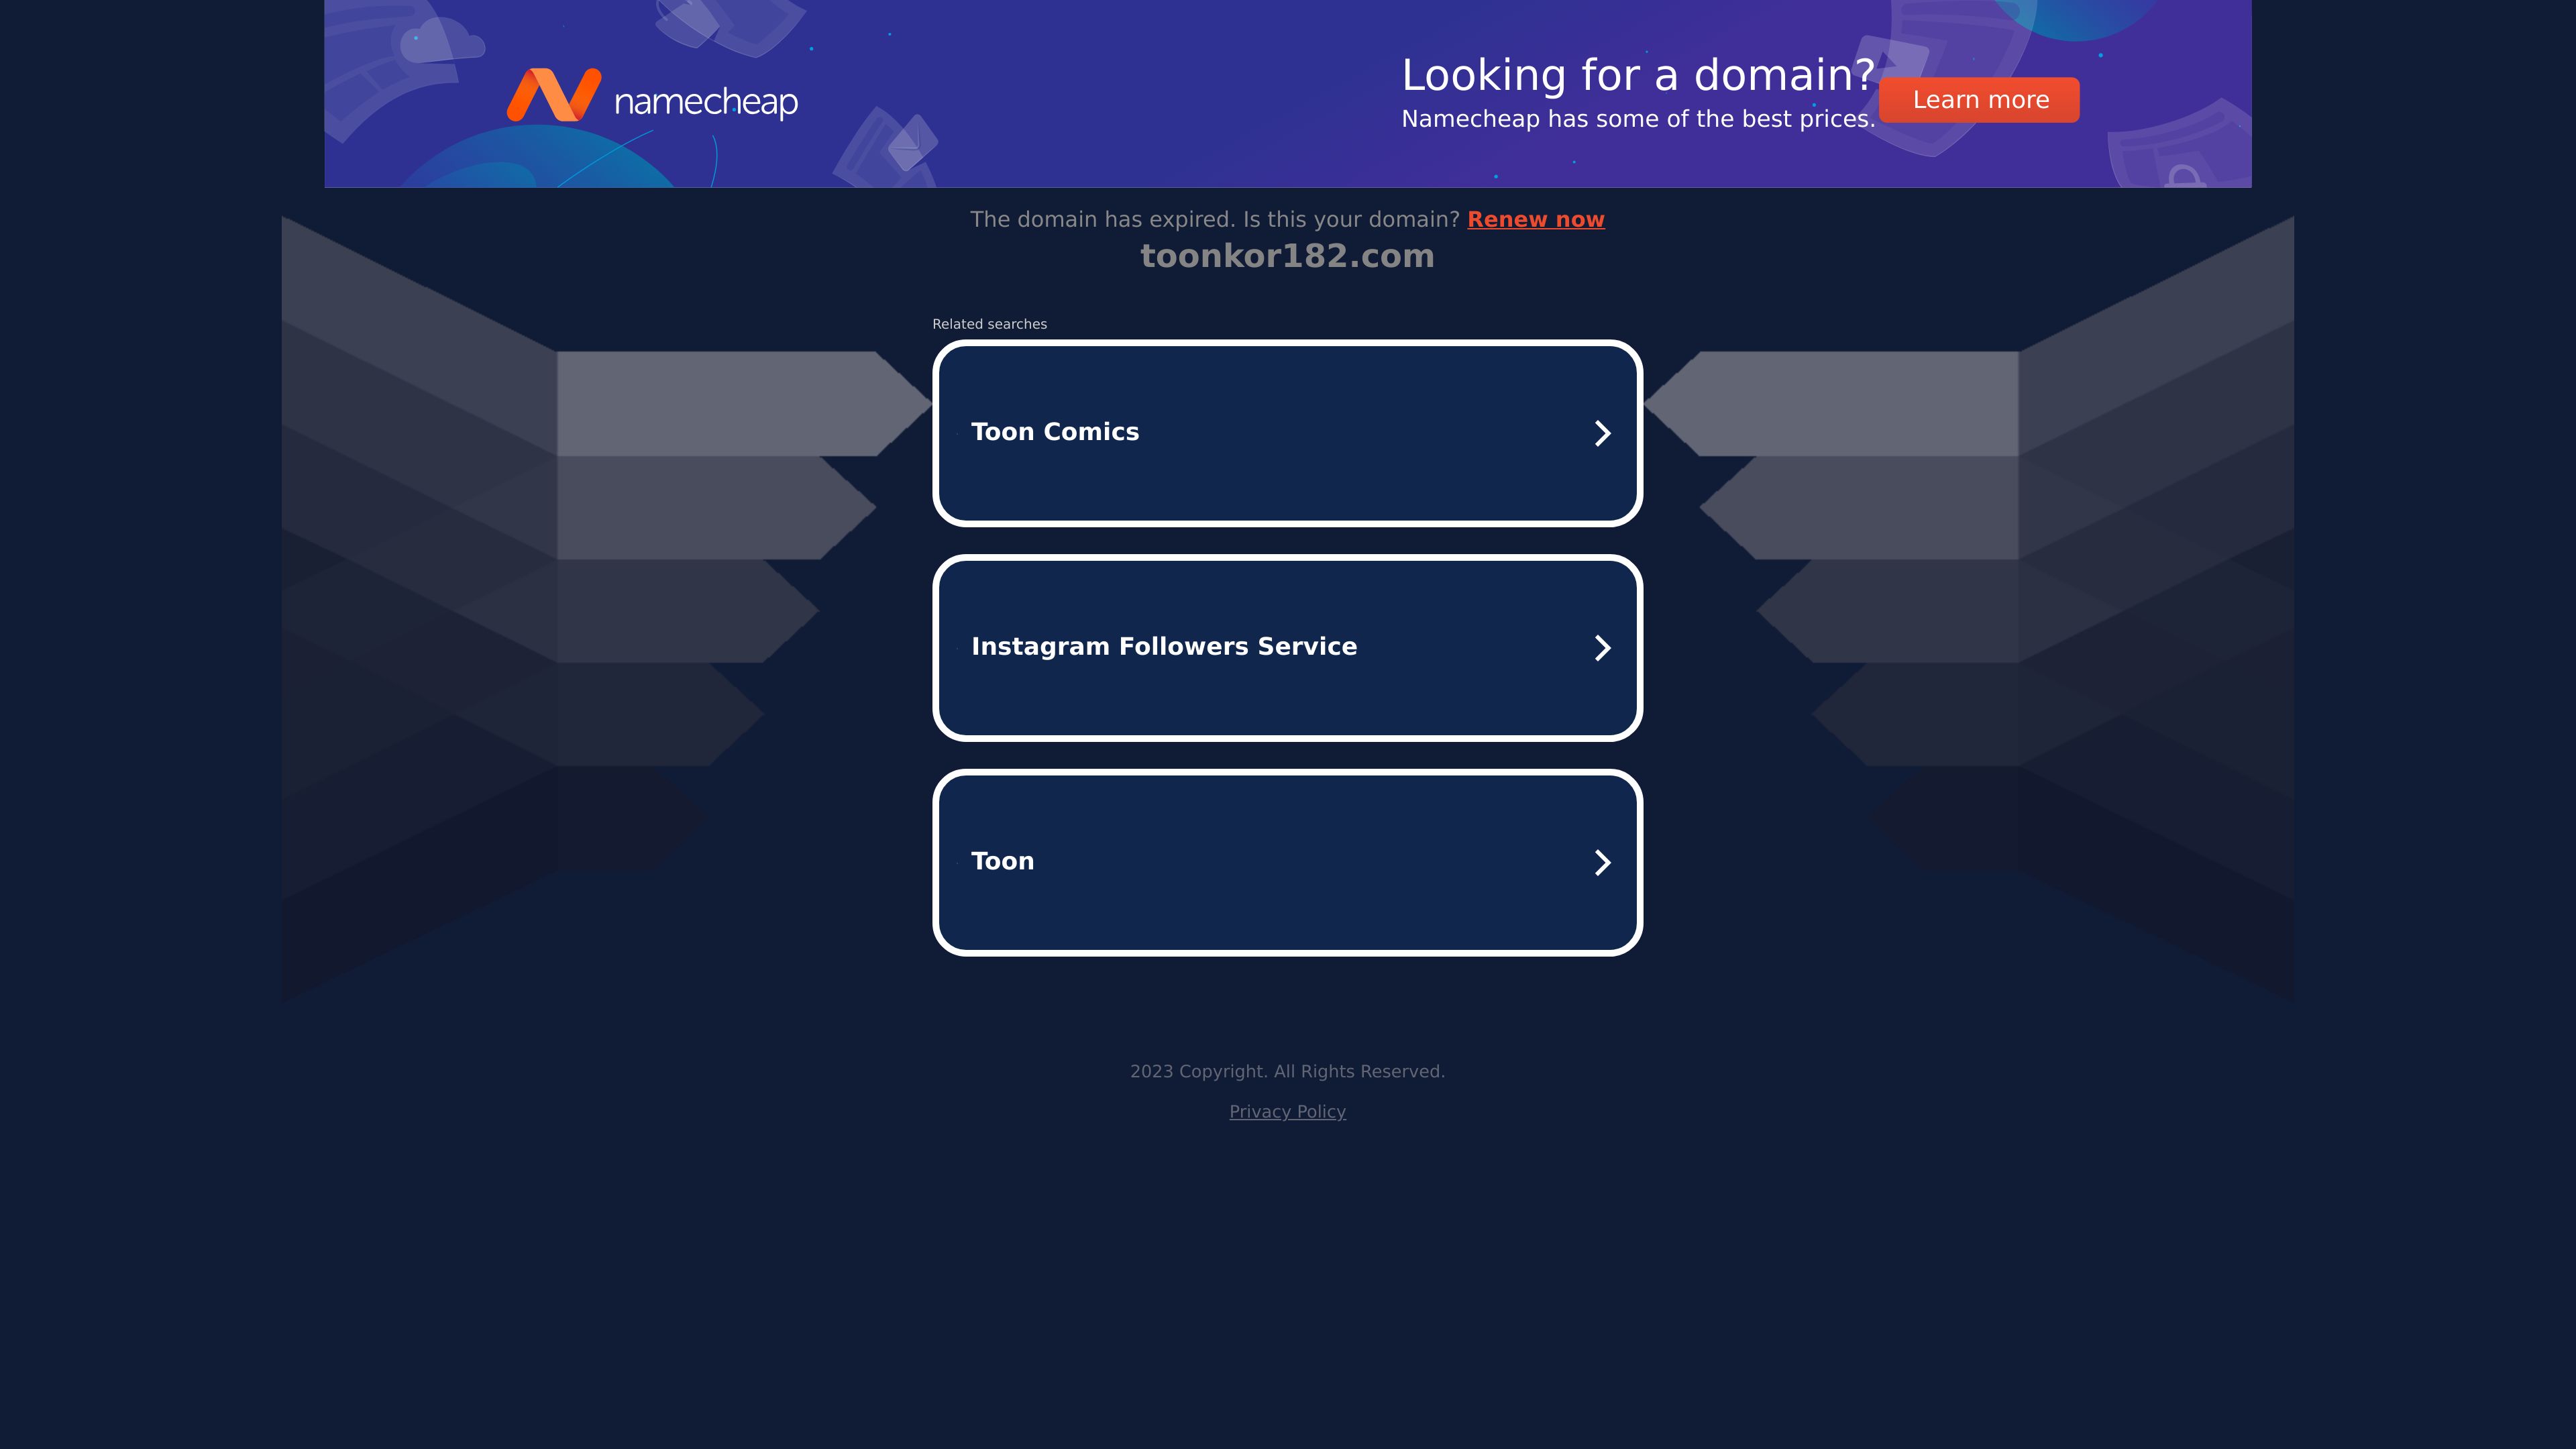 namecheap
Looking for a domain?
Namecheap has some of the best prices.
Learn more
The domain has expired. Is this your domain? Renew now
toonkor182.com
Related searches
Toon Comics
Instagram Followers Service
Toon
2023 Copyright. All Rights Reserved.
Privacy Policy